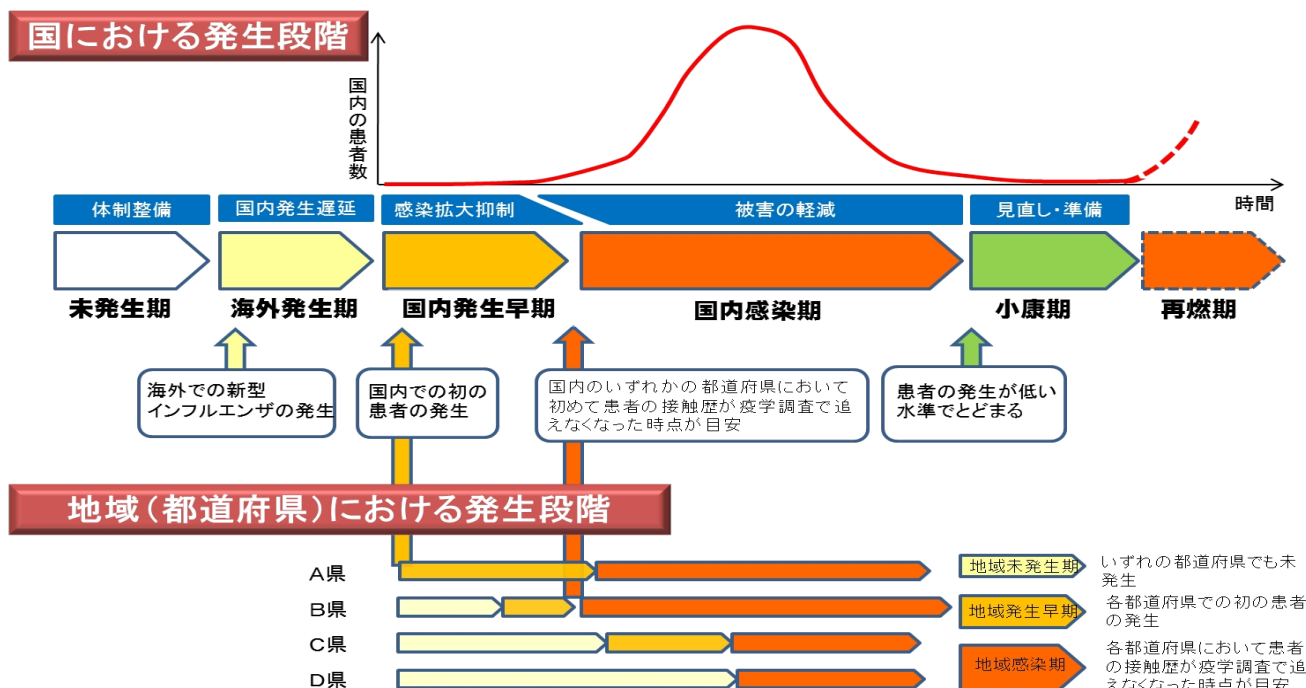 国における発生段階
国内の患者数
時間
体制整備
国内発生遅延
感染拡大抑制
被害の軽減
見直し・準備
未発生期
海外発生期
国内発生早期
国内感染期
小康期
再燃期
海外での新型
インフルエンザの発生
国内での初の
患者の発生
国内のいずれかの都道府県において
初めて患者の接触歴が疫学調査で追
えなくなった時点が目安
患者の発生が低い
水準でとどまる
地域(都道府県)における発生段階
A県
B県
C県
D県
地域未発生期
いずれの都道府県でも未
発生
地域発生早期
各都道府県での初の患者
の発生
地域感染期
各都道府県において患者
の接触歴が疫学調査で追
えなくなった時点が目安